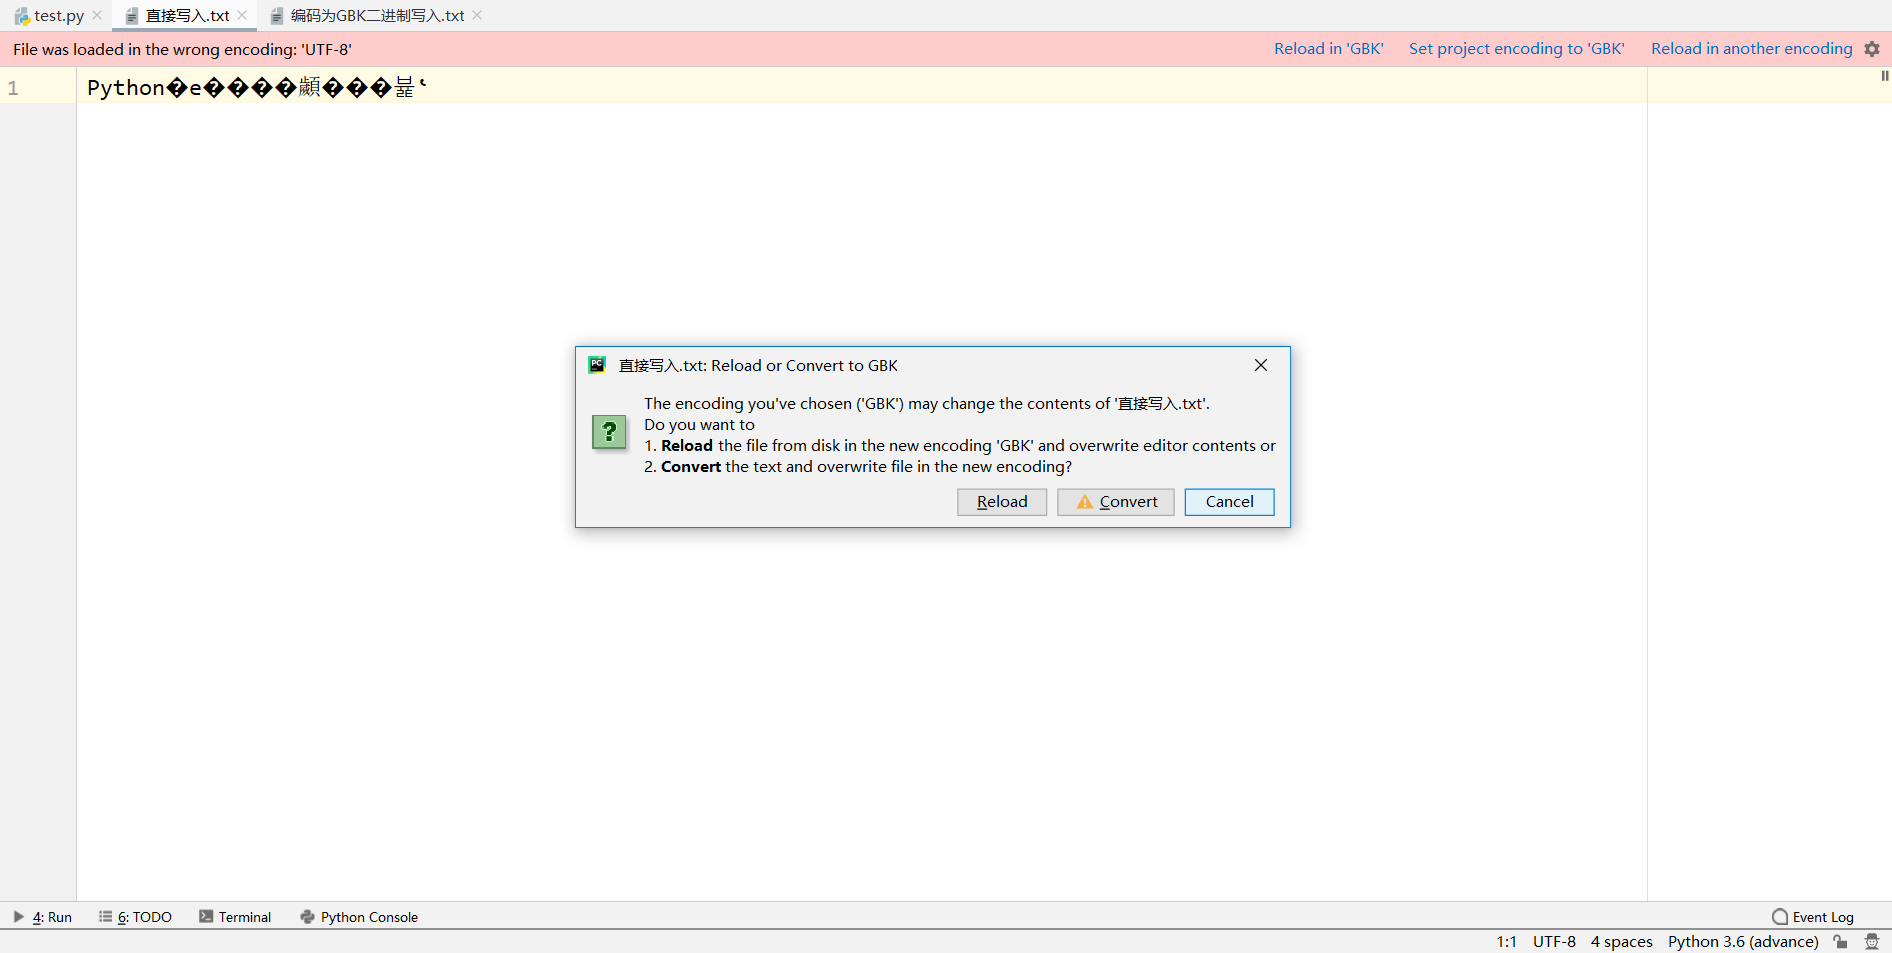 test.py 直接写入.txt 编码为GBK二进制写入.txt
File was loaded in the wrong encoding: 'UTF-8' Reload in 'GBK' Set project encoding to 'GBK' Reload in another encoding
1 Python�e����顱���뷽ʽ
直接写入.txt: Reload or Convert to GBK
The encoding you've chosen ('GBK') may change the contents of '直接写入.txt'.
Do you want to
1. Reload the file from disk in the new encoding 'GBK' and overwrite editor contents or
2. Convert the text and overwrite file in the new encoding?
Reload Convert Cancel
4: Run 6: TODO Terminal Python Console Event Log
1:1 UTF-8 4 spaces Python 3.6 (advance)